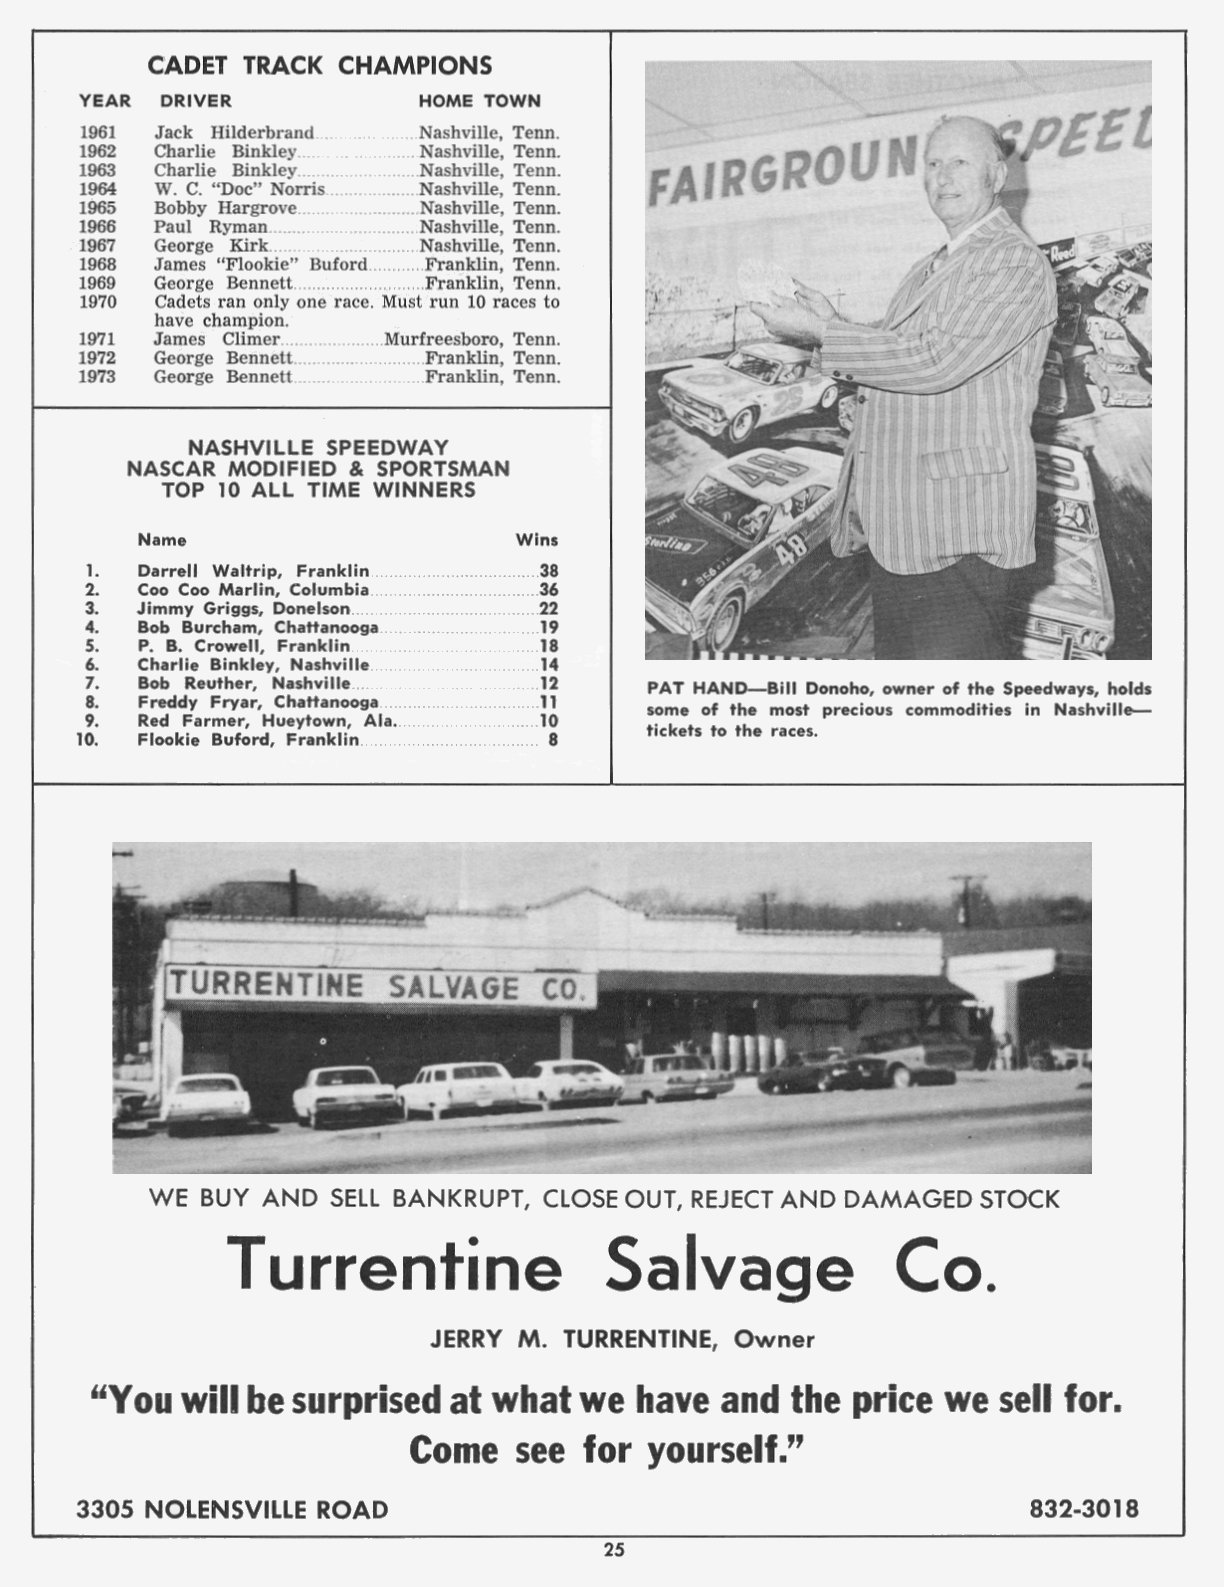 CADET TRACK CHAMPIONS
YEAR DRIVER HOME TOWN
1961 Jack Hilderbrand Nashville, Tenn.
1962 Charlie Binkley Nashville, Tenn.
1963 Charlie Binkley Nashville, Tenn.
1964 W. C. “Doc” Norris Nashville, Tenn.
1965 Bobby Hargrove Nashville, Tenn.
1966 Paul Ryman Nashville, Tenn.
1967 George Kirk Nashville, Tenn.
1968 James “Flookie” Buford Franklin, Tenn.
1969 George Bennett Franklin, Tenn.
1970 Cadets ran only one race. Must run 10 races to
have champion.
1971 James Climer Murfreesboro, Tenn.
1972 George Bennett Franklin, Tenn.
1973 George Bennett Franklin, Tenn.
NASHVILLE SPEEDWAY
NASCAR MODIFIED & SPORTSMAN
TOP 10 ALL TIME WINNERS
Name Wins
1. Darrell Waltrip, Franklin 38
2. Coo Coo Marlin, Columbia 36
3. Jimmy Griggs, Donelson 22
4. Bob Burcham, Chattanooga 19
5. P. B. Crowell, Franklin 18
6. Charlie Binkley, Nashville 14
7. Bob Reuther, Nashville 12
8. Freddy Fryar, Chattanooga 11
9. Red Farmer, Hueytown, Ala. 10
10. Flookie Buford, Franklin 8
FAIRGROUN SPEED
Reed
25
48
48
Sterling
PAT HAND—Bill Donoho, owner of the Speedways, holds
some of the most precious commodities in Nashville—
tickets to the races.
TURRENTINE SALVAGE CO.
WE BUY AND SELL BANKRUPT, CLOSE OUT, REJECT AND DAMAGED STOCK
Turrentine Salvage Co.
JERRY M. TURRENTINE, Owner
“You will be surprised at what we have and the price we sell for.
Come see for yourself.”
3305 NOLENSVILLE ROAD 832-3018
25